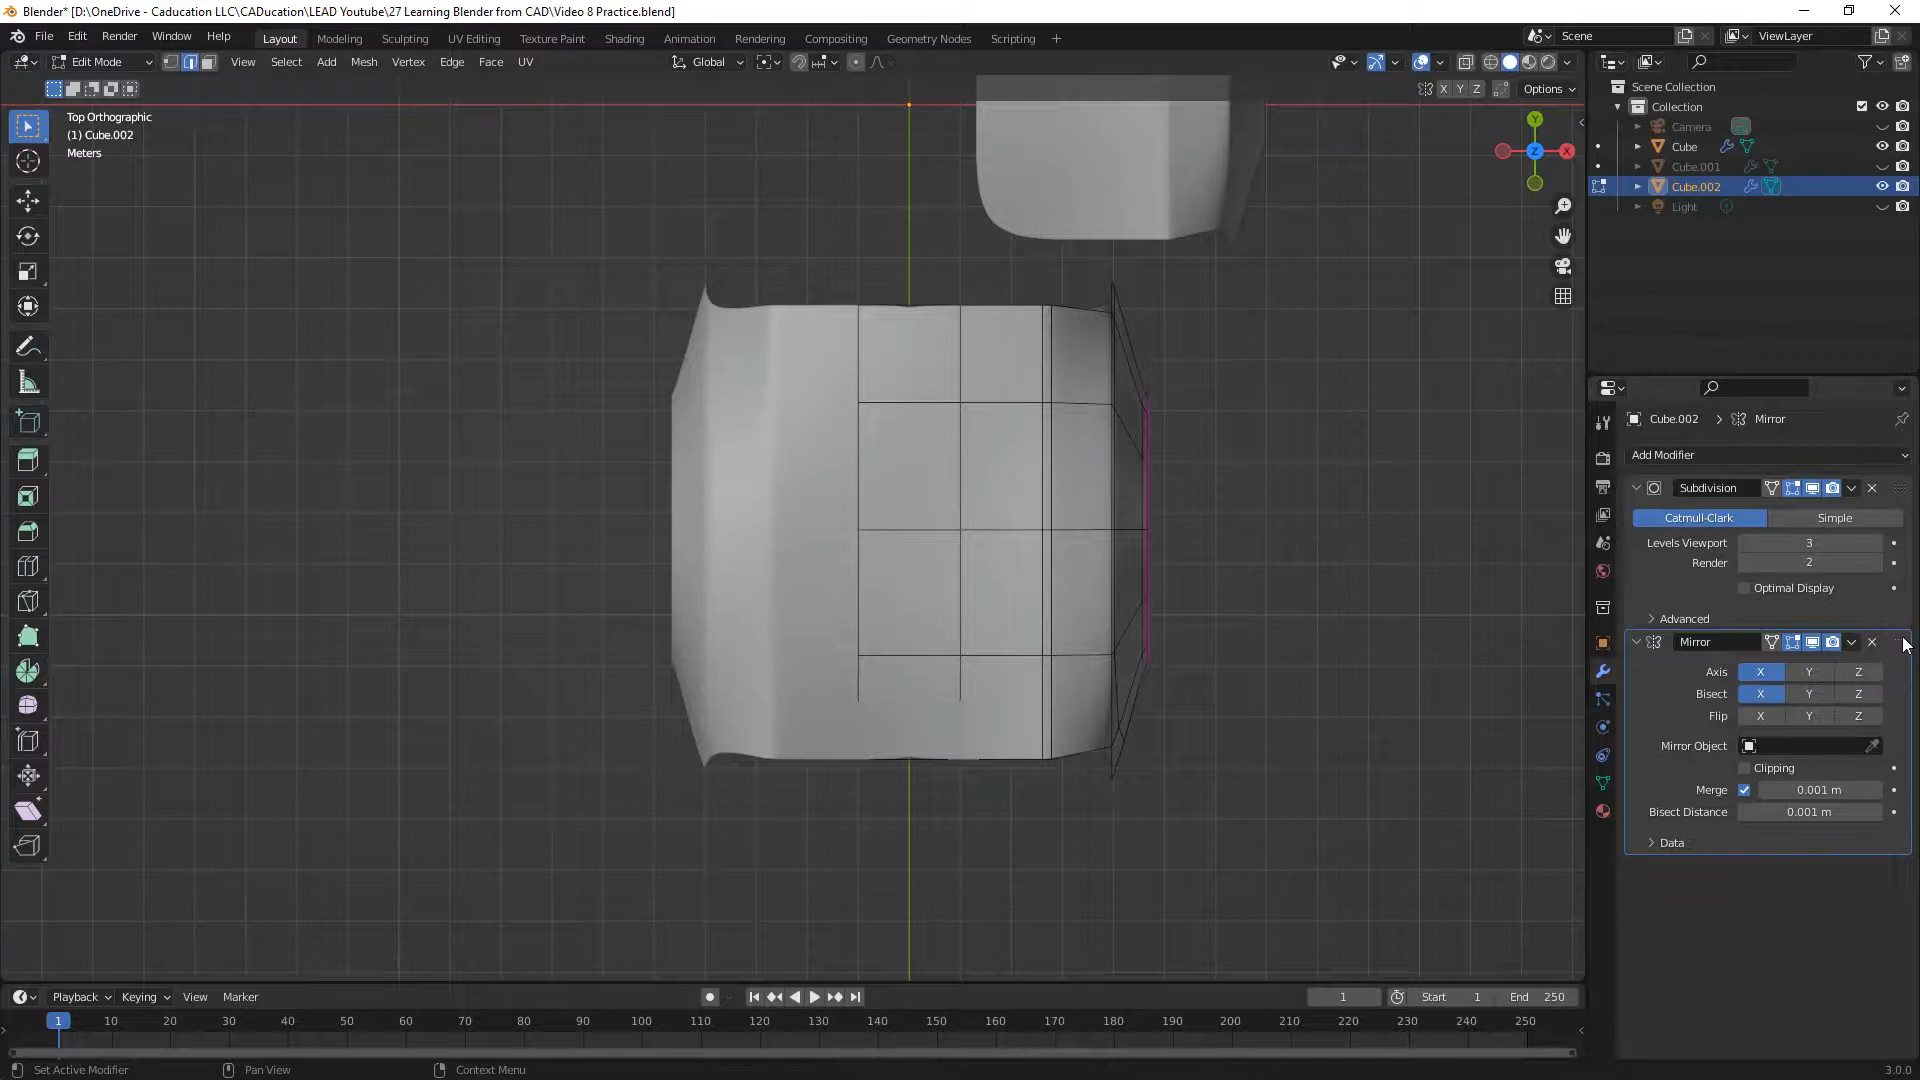 Blender* [D:\OneDrive - Caducation LLC\CADucation\LEAD Youtube\27 Learning Blender from CAD\Video 8 Practice.blend]
File Edit Render Window Help Layout Modeling Sculpting UV Editing Texture Paint Shading Animation Rendering Compositing Geometry Nodes Scripting + Scene ViewLayer
Edit Mode View Select Add Mesh Vertex Edge Face UV Global
X Y Z Options
Scene Collection
Collection
Camera
Cube
Cube.001
Cube.002
Light
Top Orthographic
(1) Cube.002
Meters
Y
Z X
Cube.002 > Mirror
Add Modifier
Subdivision
Catmull-Clark Simple
Levels Viewport 3
Render 2
Optimal Display
Advanced
Mirror
Axis X Y Z
Bisect X Y Z
Flip X Y Z
Mirror Object
Clipping
Merge 0.001 m
Bisect Distance 0.001 m
Data
Playback Keying View Marker 1 Start 1 End 250
1 10 20 30 40 50 60 70 80 90 100 110 120 130 140 150 160 170 180 190 200 210 220 230 240 250
Set Active Modifier Pan View Context Menu 3.0.0